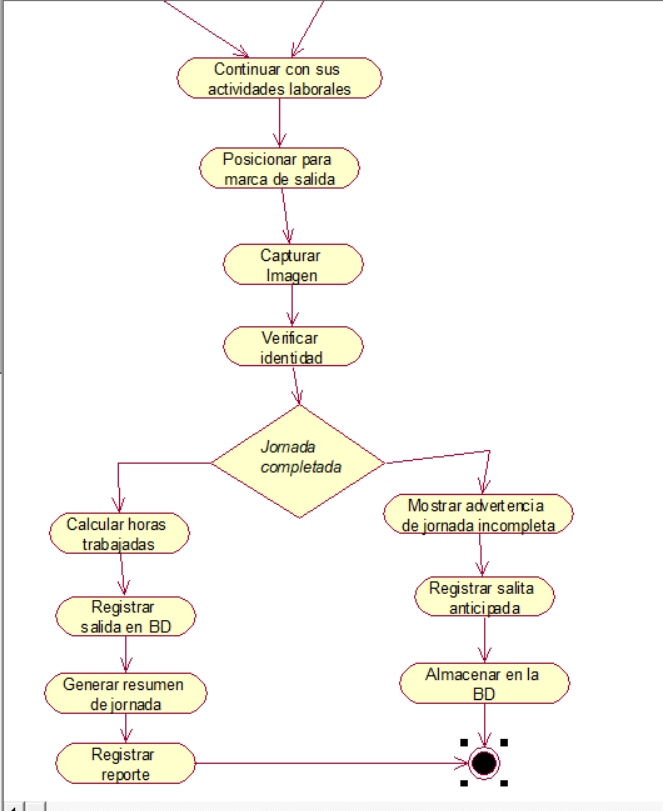 Continuar con sus
actividades laborales
Posicionar para
marca de salida
Capturar
Imagen
Verificar
identidad
Jornada
completada
Calcular horas
trabajadas
Registrar
salida en BD
Generar resumen
de jornada
Registrar
reporte
Mostrar advertencia
de jornada incompleta
Registrar salita
anticipada
Almacenar en la
BD